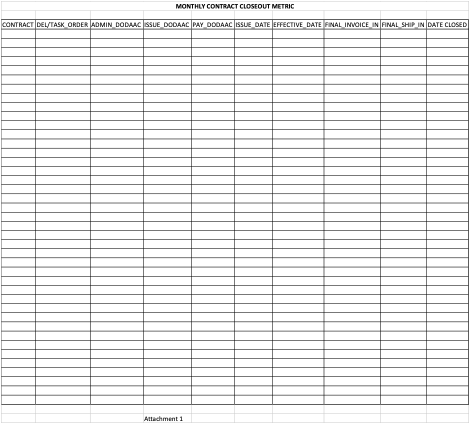 MONTHLY CONTRACT CLOSEOUT METRIC
CONTRACT DEL/TASK_ORDER ADMIN_DODAAC ISSUE_DODAAC PAY_DODAAC ISSUE_DATE EFFECTIVE_DATE FINAL_INVOICE_IN FINAL_SHIP_IN DATE CLOSED
Attachment 1